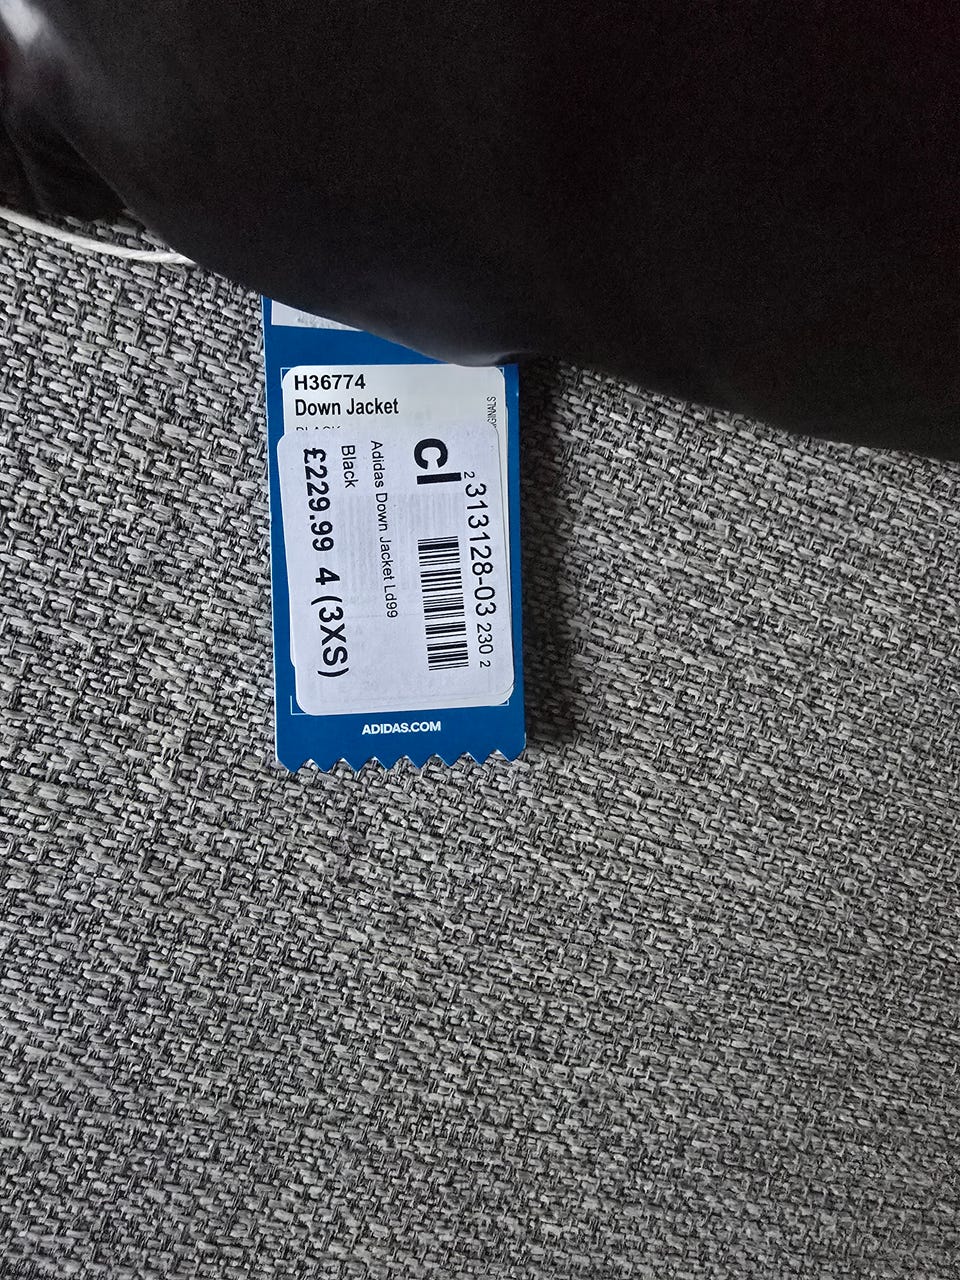 H36774
Down Jacket
BLACK
cl
2 313128-03 230 2
Adidas Down Jacket Ld99
Black
£229.99 4 (3XS)
ADIDAS.COM